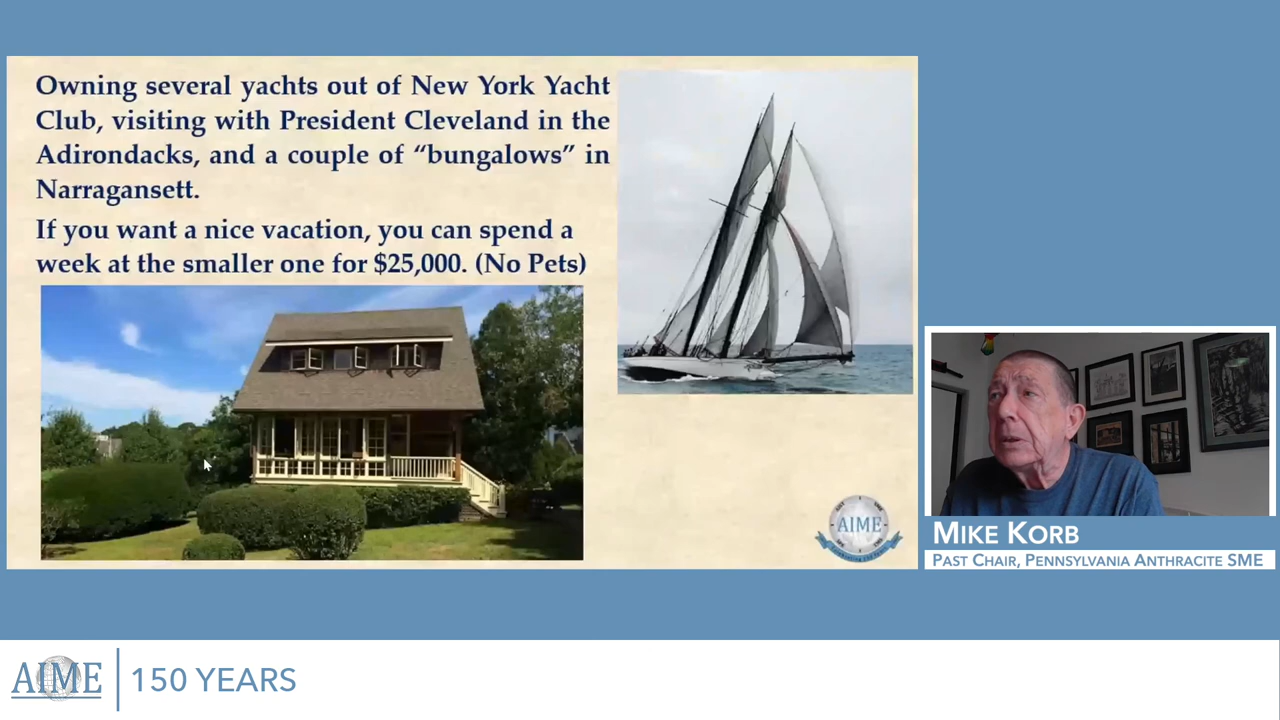 Owning several yachts out of New York Yacht
Club, visiting with President Cleveland in the
Adirondacks, and a couple of “bungalows” in
Narragansett.
If you want a nice vacation, you can spend a
week at the smaller one for $25,000. (No Pets)
AIME
MIKE KORB
PAST CHAIR, PENNSYLVANIA ANTHRACITE SME
AIME
150 YEARS